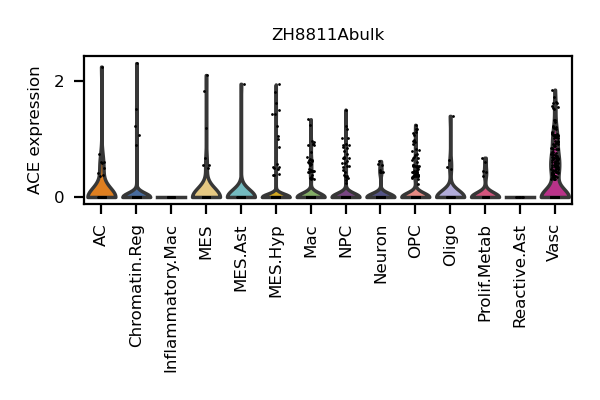 ZH8811Abulk
ACE expression
2
0
AC
Chromatin.Reg
Inflammatory.Mac
MES
MES.Ast
MES.Hyp
Mac
NPC
Neuron
OPC
Oligo
Prolif.Metab
Reactive.Ast
Vasc